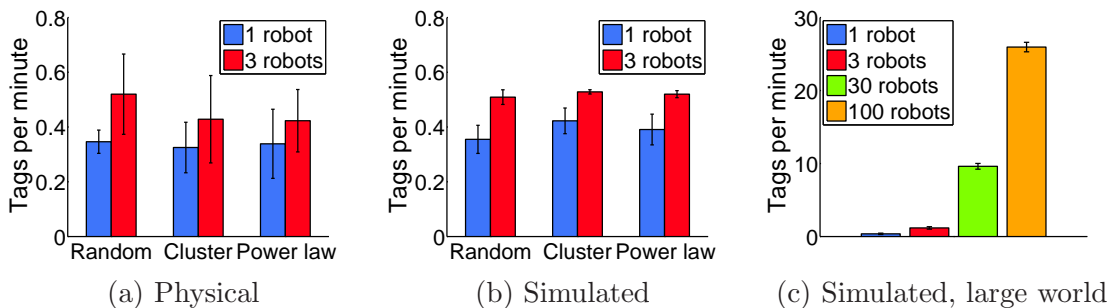 Tags per minute
0.8
0.6
0.4
0.2
0
1 robot
3 robots
Random Cluster Power law
(a) Physical
Tags per minute
0.8
0.6
0.4
0.2
0
1 robot
3 robots
Random Cluster Power law
(b) Simulated
Tags per minute
30
20
10
0
1 robot
3 robots
30 robots
100 robots
(c) Simulated, large world